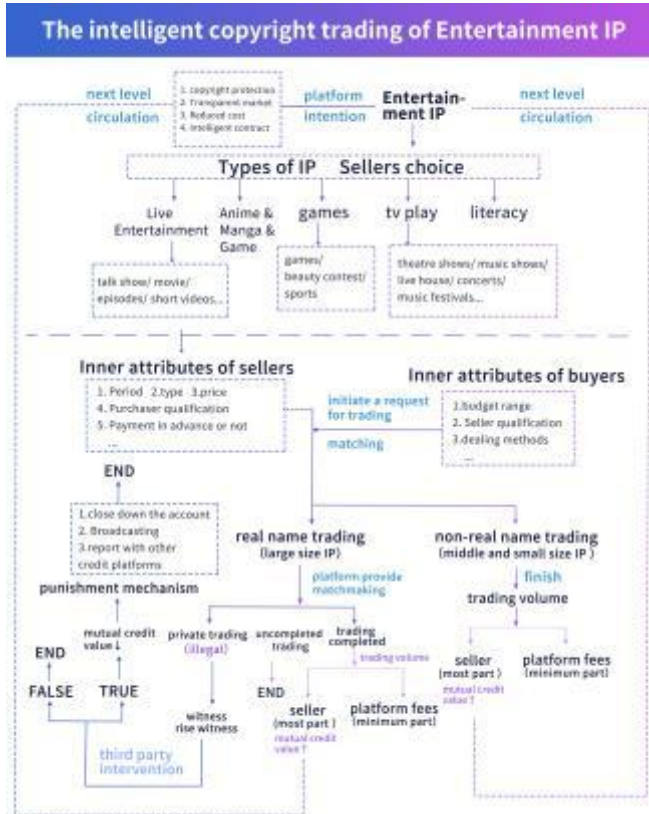 The intelligent copyright trading of Entertainment IP
next level
circulation
1. copyright protection
2. Transparent market
3. Reduced cost
4. Intelligent contract
platform
intention
Entertain-
ment IP
next level
circulation
Types of IP Sellers choice
Live
Entertainment
Anime &
Manga &
Game
games
tv play
literacy
talk show/ movie/
episodes/ short videos...
games/
beauty contest/
sports
theatre shows/ music shows/
live house/ concerts/
music festivals...
Inner attributes of sellers
1. Period 2.type 3.price
4. Purchaser qualification
5. Payment in advance or not
...
Inner attributes of buyers
1.budget range
2. Seller qualification
3.dealing methods
...
initiate a request
for trading
matching
END
1.close down the account
2. Broadcasting
3.report with other
credit platforms
punishment mechanism
real name trading
(large size IP)
non-real name trading
(middle and small size IP )
platform provide
matchmaking
finish
trading volume
mutual credit
value↓
private trading
(illegal)
uncompleted
trading
trading
completed
trading volume
seller
(most part )
mutual credit
value ↑
platform fees
(minimum part)
END
FALSE
TRUE
END
seller
(most part )
mutual credit
value ↑
platform fees
(minimum part)
witness
rise witness
third party
intervention